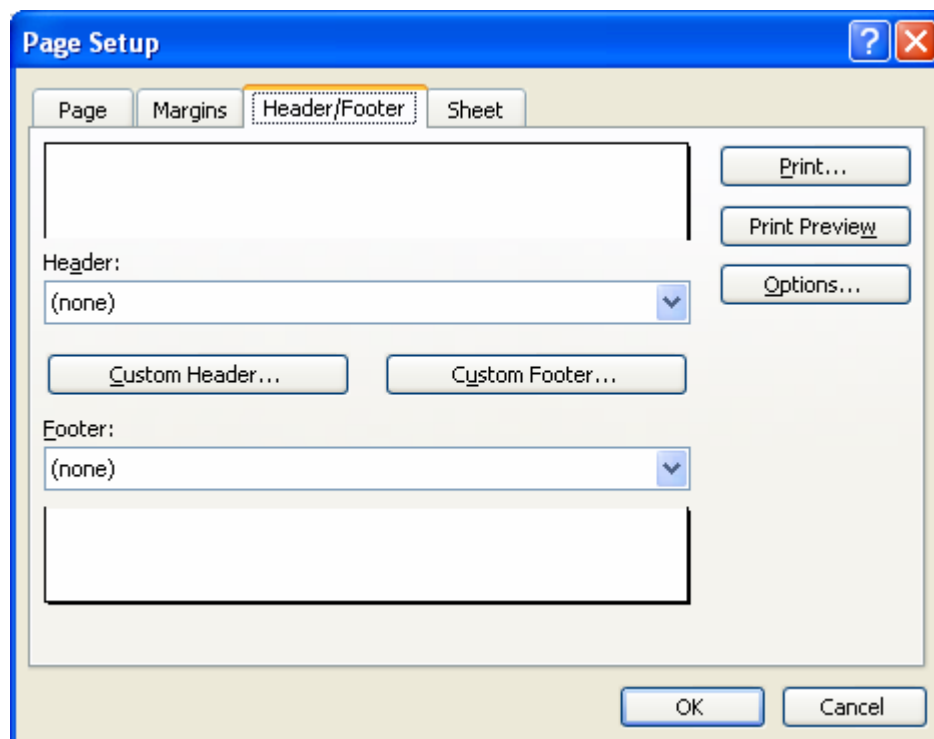 Page Setup
?
Page Margins Header/Footer Sheet
Print...
Print Preview
Options...
Header:
(none)
Custom Header... Custom Footer...
Footer:
(none)
OK Cancel